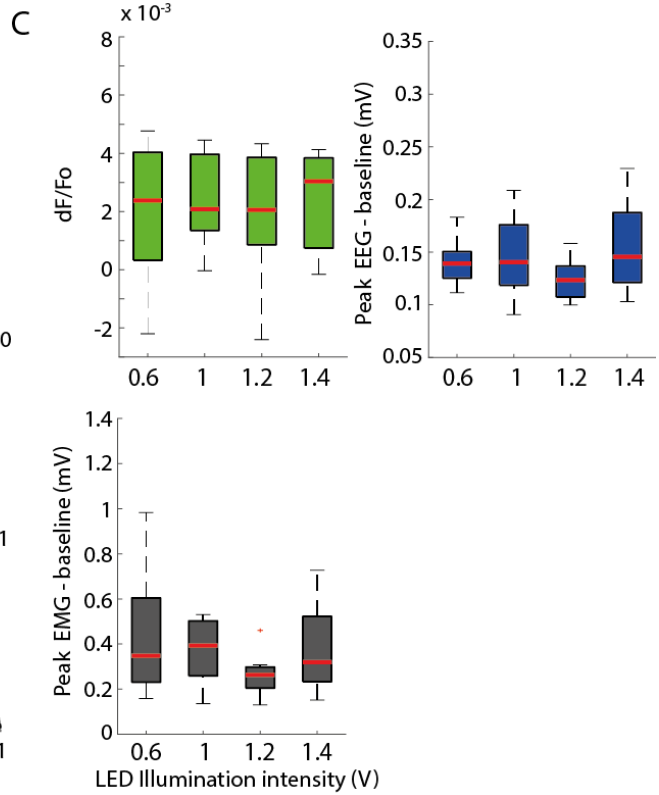 C
x 10-3
8
6
4
2
0
-2
dF/Fo
0.6 1 1.2 1.4
0.35
0.3
0.25
0.2
0.15
0.1
0.05
Peak EEG - baseline (mV)
0.6 1 1.2 1.4
0
1.4
1.2
1
0.8
0.6
0.4
0.2
0
Peak EMG - baseline (mV)
0.6 1 1.2 1.4
LED Illumination intensity (V)
1
1